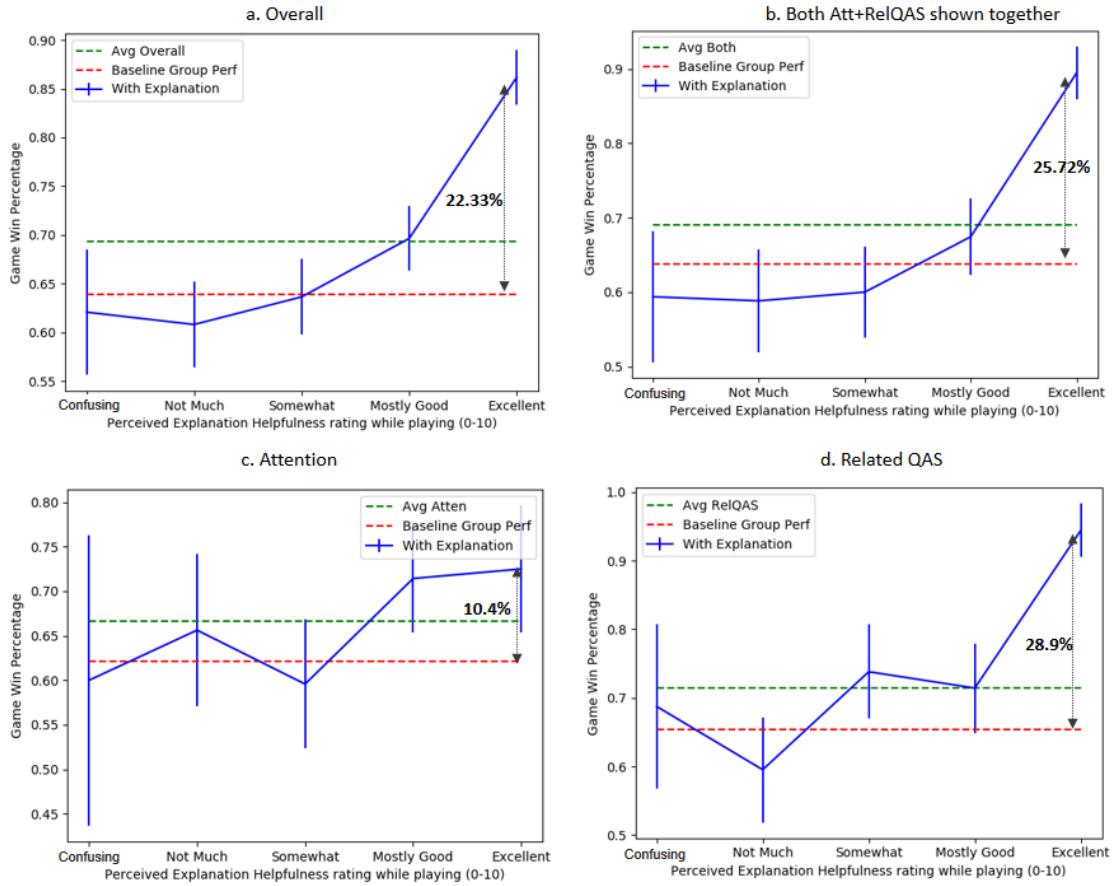 a. Overall
0.90
0.85
0.80
0.75
0.70
0.65
0.60
0.55
Game Win Percentage
Avg Overall
Baseline Group Perf
With Explanation
22.33%
Confusing Not Much Somewhat Mostly Good Excellent
Perceived Explanation Helpfulness rating while playing (0-10)
b. Both Att+RelQAS shown together
0.9
0.8
0.7
0.6
0.5
Game Win Percentage
Avg Both
Baseline Group Perf
With Explanation
25.72%
Confusing Not Much Somewhat Mostly Good Excellent
Perceived Explanation Helpfulness rating while playing (0-10)
c. Attention
0.80
0.75
0.70
0.65
0.60
0.55
0.50
0.45
Game Win Percentage
Avg Atten
Baseline Group Perf
With Explanation
10.4%
Confusing Not Much Somewhat Mostly Good Excellent
Perceived Explanation Helpfulness rating while playing (0-10)
d. Related QAS
1.0
0.9
0.8
0.7
0.6
0.5
Game Win Percentage
Avg RelQAS
Baseline Group Perf
With Explanation
28.9%
Confusing Not Much Somewhat Mostly Good Excellent
Perceived Explanation Helpfulness rating while playing (0-10)